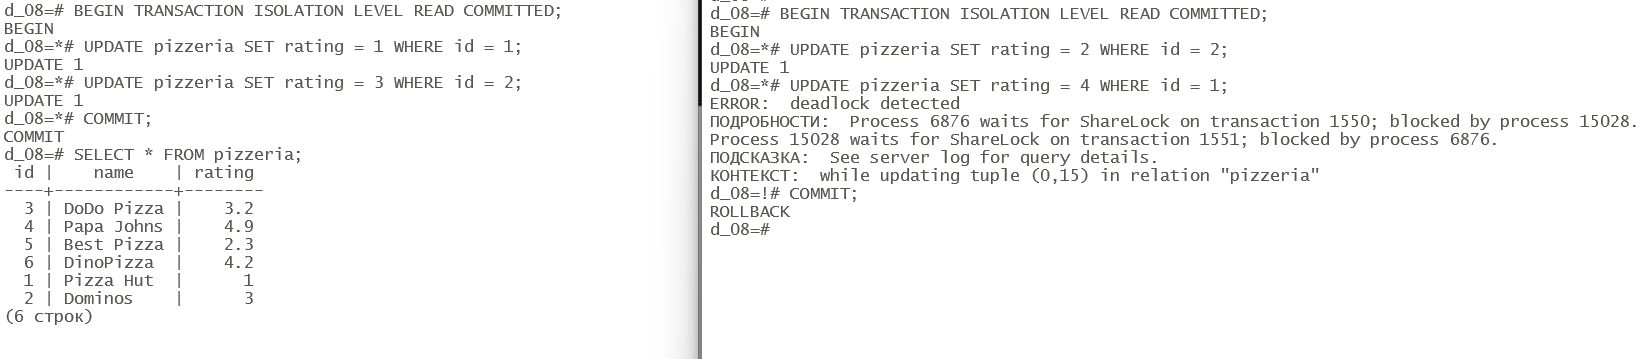 d_08=# BEGIN TRANSACTION ISOLATION LEVEL READ COMMITTED;
BEGIN
d_08=*# UPDATE pizzeria SET rating = 1 WHERE id = 1;
UPDATE 1
d_08=*# UPDATE pizzeria SET rating = 3 WHERE id = 2;
UPDATE 1
d_08=*# COMMIT;
COMMIT
d_08=# SELECT * FROM pizzeria;
 id |    name    | rating
----+------------+--------
  3 | DoDo Pizza |    3.2
  4 | Papa Johns |    4.9
  5 | Best Pizza |    2.3
  6 | DinoPizza  |    4.2
  1 | Pizza Hut  |      1
  2 | Dominos    |      3
(6 строк)
d_08=# BEGIN TRANSACTION ISOLATION LEVEL READ COMMITTED;
BEGIN
d_08=*# UPDATE pizzeria SET rating = 2 WHERE id = 2;
UPDATE 1
d_08=*# UPDATE pizzeria SET rating = 4 WHERE id = 1;
ERROR:  deadlock detected
ПОДРОБНОСТИ:  Process 6876 waits for ShareLock on transaction 1550; blocked by process 15028.
Process 15028 waits for ShareLock on transaction 1551; blocked by process 6876.
ПОДСКАЗКА:  See server log for query details.
КОНТЕКСТ:  while updating tuple (0,15) in relation "pizzeria"
d_08=!# COMMIT;
ROLLBACK
d_08=#